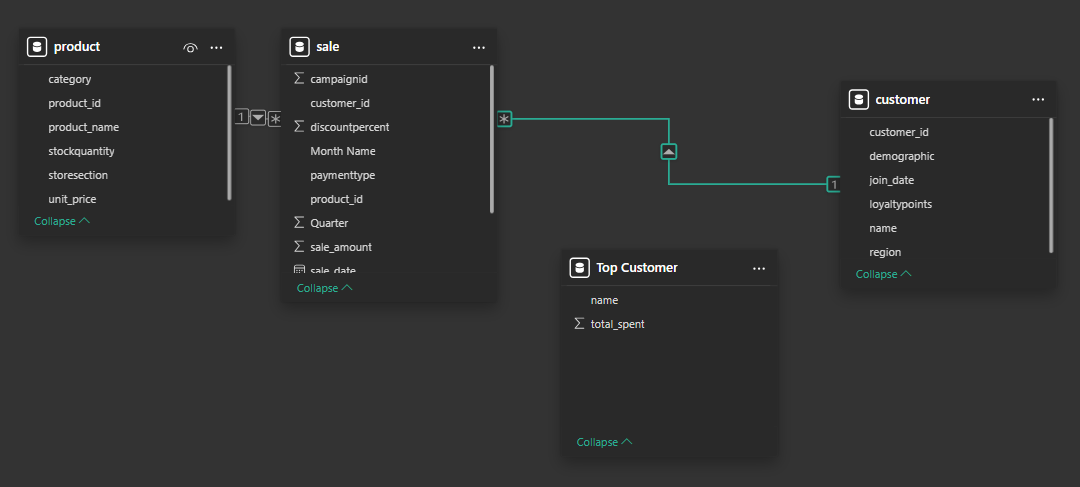 product
category
product_id
product_name
stockquantity
storesection
unit_price
Collapse
1
*
sale
campaignid
customer_id
discountpercent
Month Name
paymenttype
product_id
Quarter
sale_amount
sale_date
Collapse
*
1
customer
customer_id
demographic
join_date
loyaltypoints
name
region
Collapse
Top Customer
name
total_spent
Collapse